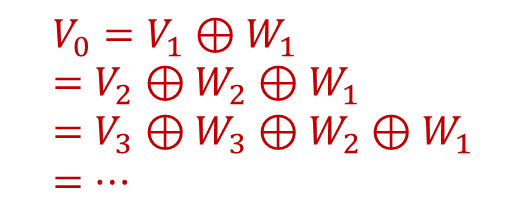 V₀ = V₁ ⊕ W₁
= V₂ ⊕ W₂ ⊕ W₁
= V₃ ⊕ W₃ ⊕ W₂ ⊕ W₁
= ⋯